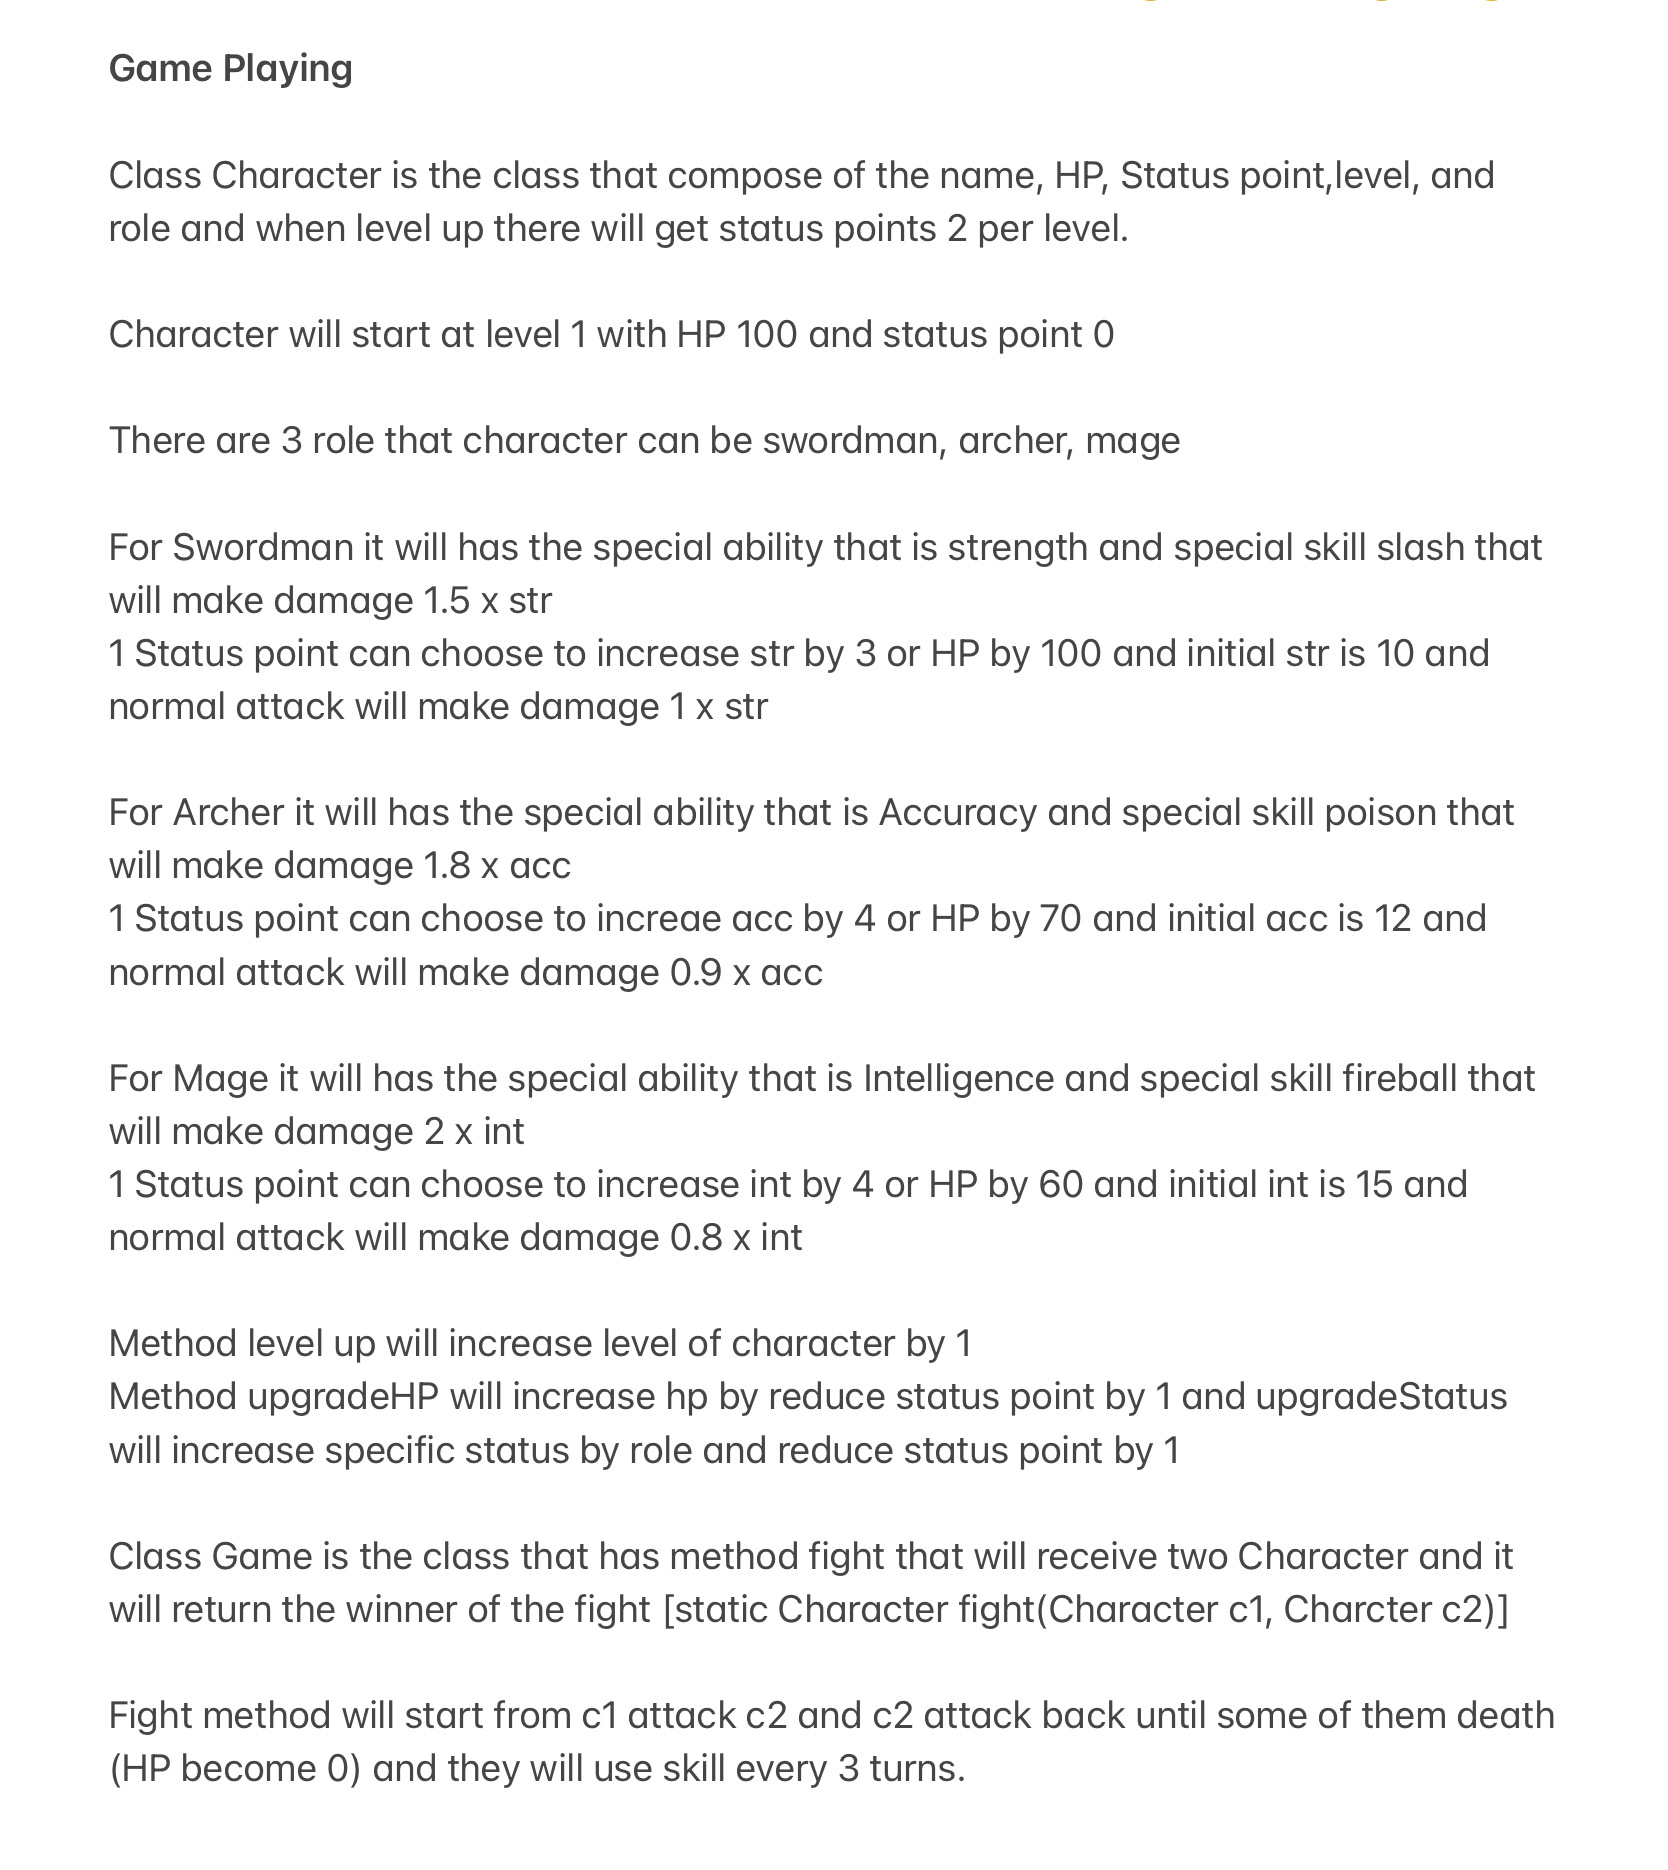 Game Playing
Class Character is the class that compose of the name, HP, Status point,level, and
role and when level up there will get status points 2 per level.
Character will start at level 1 with HP 100 and status point 0
There are 3 role that character can be swordman, archer, mage
For Swordman it will has the special ability that is strength and special skill slash that
will make damage 1.5 x str
1 Status point can choose to increase str by 3 or HP by 100 and initial str is 10 and
normal attack will make damage 1 x str
For Archer it will has the special ability that is Accuracy and special skill poison that
will make damage 1.8 x acc
1 Status point can choose to increae acc by 4 or HP by 70 and initial acc is 12 and
normal attack will make damage 0.9 x acc
For Mage it will has the special ability that is Intelligence and special skill fireball that
will make damage 2 x int
1 Status point can choose to increase int by 4 or HP by 60 and initial int is 15 and
normal attack will make damage 0.8 x int
Method level up will increase level of character by 1
Method upgradeHP will increase hp by reduce status point by 1 and upgradeStatus
will increase specific status by role and reduce status point by 1
Class Game is the class that has method fight that will receive two Character and it
will return the winner of the fight [static Character fight(Character c1, Charcter c2)]
Fight method will start from c1 attack c2 and c2 attack back until some of them death
(HP become 0) and they will use skill every 3 turns.